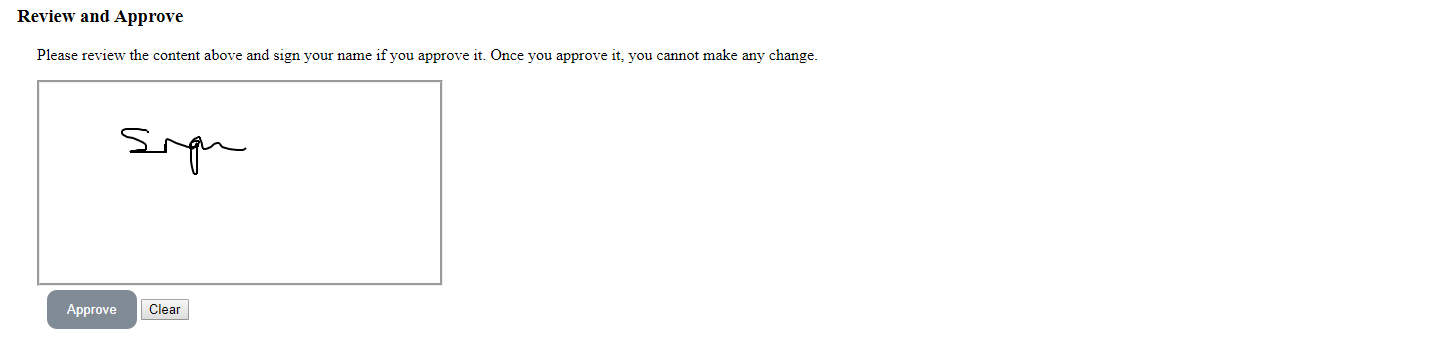 Review and Approve
Please review the content above and sign your name if you approve it. Once you approve it, you cannot make any change.
Sign
Approve Clear